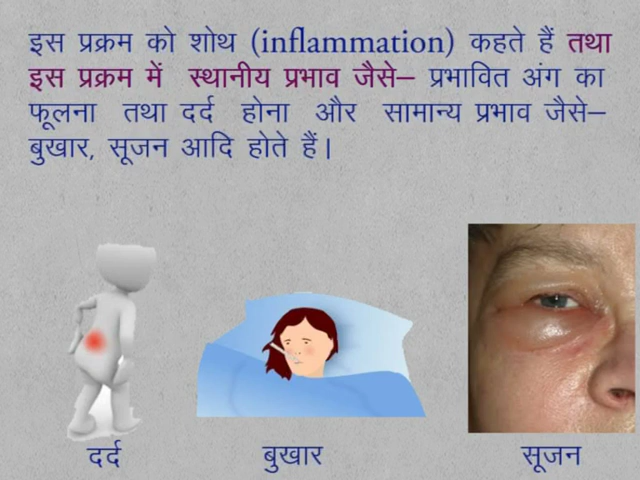 इस प्रक्रम को शोथ (inflammation) कहते हैं तथा
इस प्रक्रम में स्थानीय प्रभाव जैसे– प्रभावित अंग का
फूलना तथा दर्द होना और सामान्य प्रभाव जैसे–
बुखार, सूजन आदि होते हैं।
दर्द बुखार सूजन